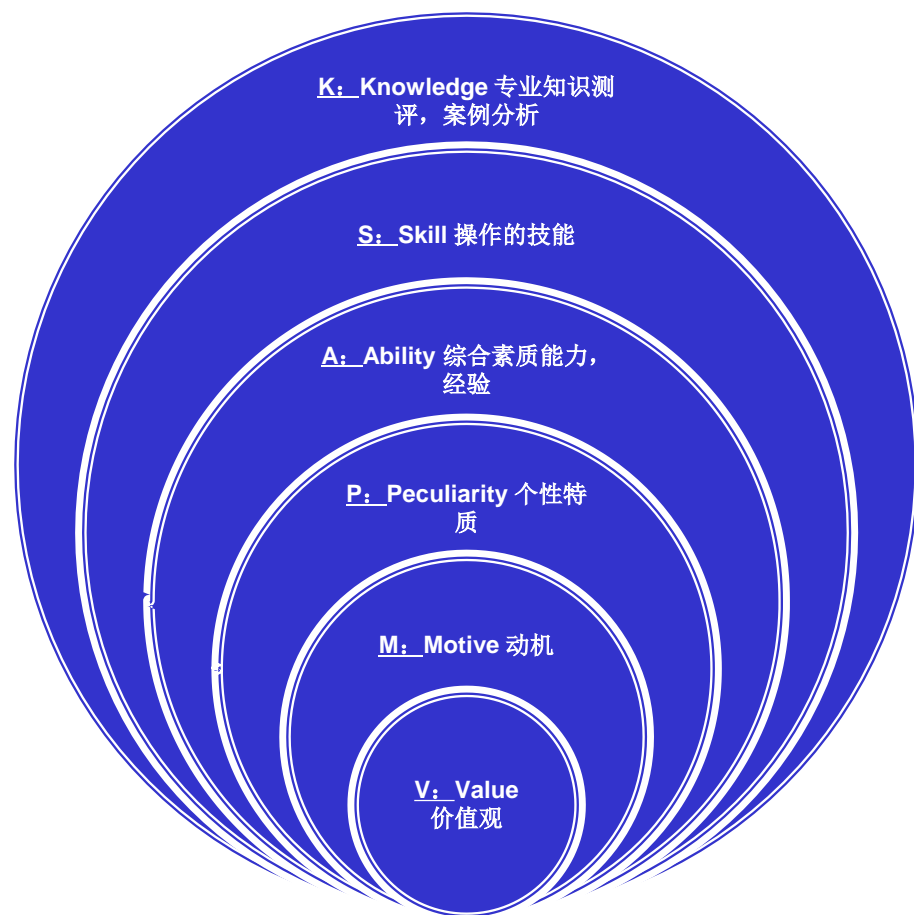 K：Knowledge 专业知识测
评，案例分析
S：Skill 操作的技能
A：Ability 综合素质能力，
经验
P：Peculiarity 个性特
质
M：Motive 动机
V：Value
价值观